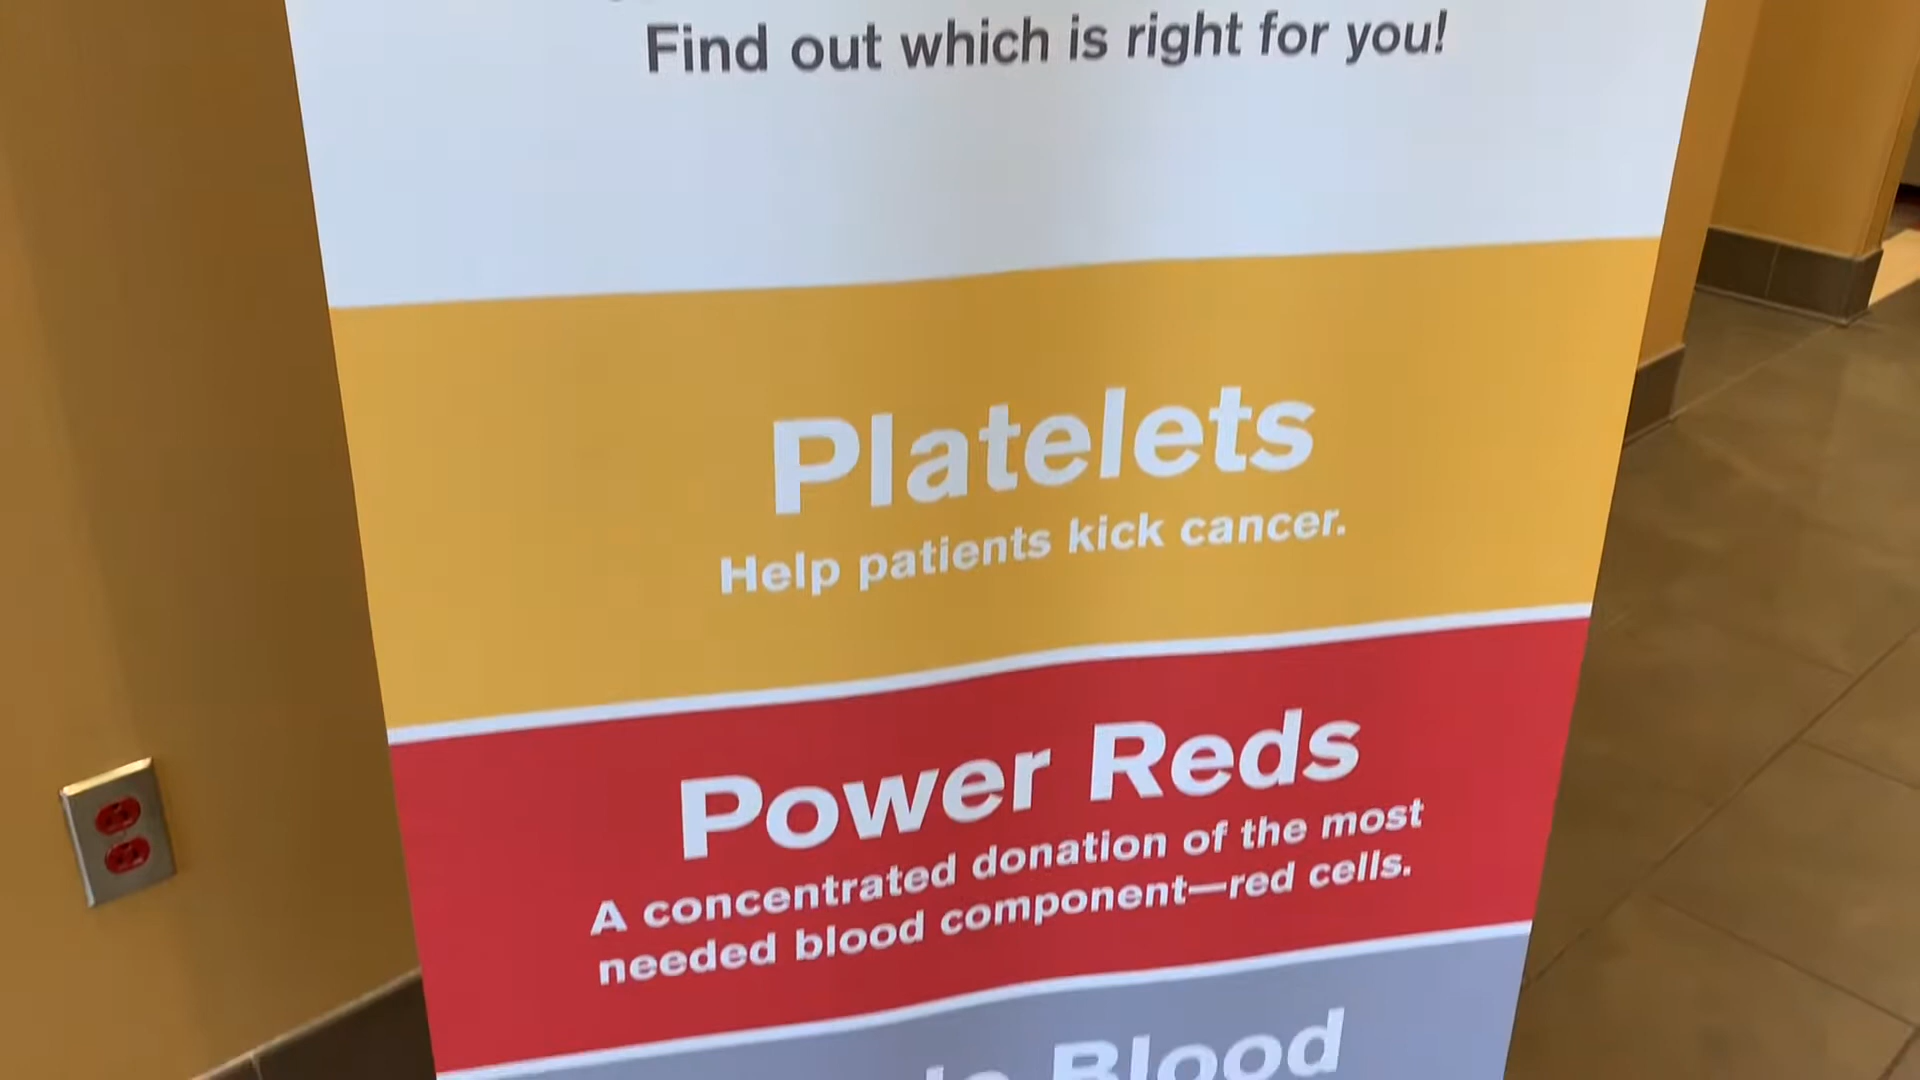 Find out which is right for you!
Platelets
Help patients kick cancer.
Power Reds
A concentrated donation of the most
needed blood component—red cells.
Blood